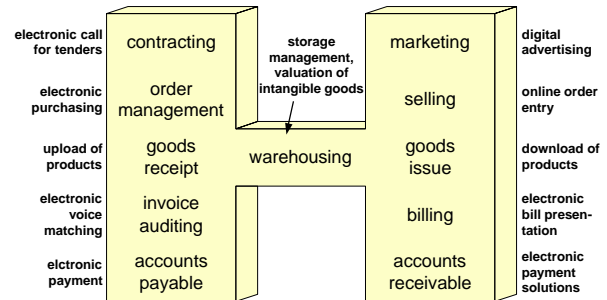 electronic call
for tenders
contracting
storage
management,
valuation of
intangible goods
marketing
digital
advertising
electronic
purchasing
order
management
selling
online order
entry
upload of
products
goods
receipt
warehousing
goods
issue
download of
products
electronic
voice
matching
invoice
auditing
billing
electronic
bill presen-
tation
elctronic
payment
accounts
payable
accounts
receivable
electronic
payment
solutions